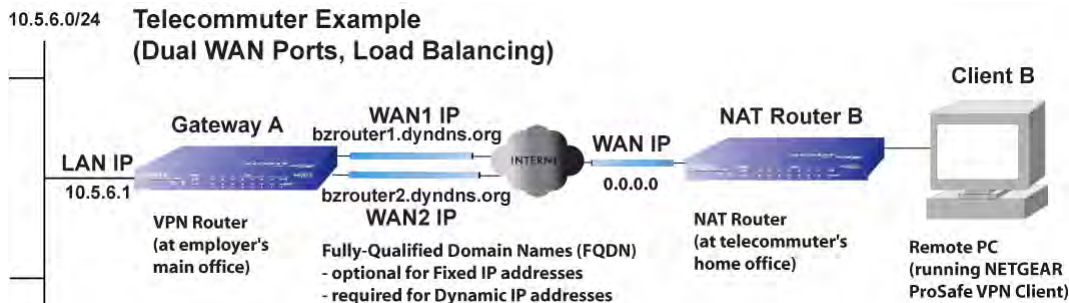 10.5.6.0/24
Telecommuter Example
(Dual WAN Ports, Load Balancing)
Gateway A
WAN1 IP
bzrouter1.dyndns.org
INTERNE
WAN IP
NAT Router B
Client B
LAN IP
10.5.6.1
0.0.0.0
bzrouter2.dyndns.org
WAN2 IP
VPN Router
(at employer's
main office)
Fully-Qualified Domain Names (FQDN)
- optional for Fixed IP addresses
- required for Dynamic IP addresses
NAT Router
(at telecommuter's
home office)
Remote PC
(running NETGEAR
ProSafe VPN Client)